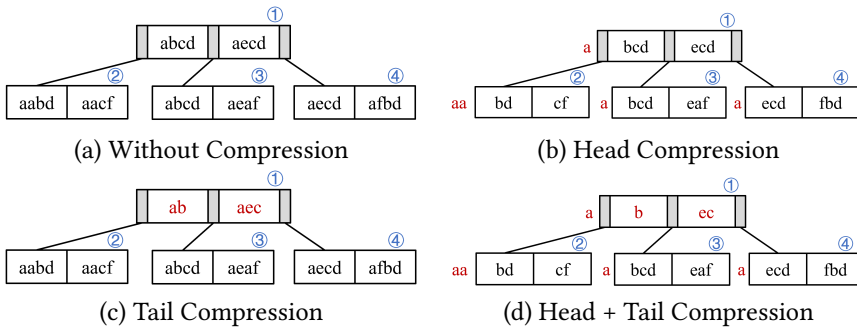 ①
abcd aecd
② ③ ④
aabd aacf abcd aeaf aecd afbd
(a) Without Compression
①
a bcd ecd
② ③ ④
aa bd cf a bcd eaf a ecd fbd
(b) Head Compression
①
ab aec
② ③ ④
aabd aacf abcd aeaf aecd afbd
(c) Tail Compression
①
a b ec
② ③ ④
aa bd cf a bcd eaf a ecd fbd
(d) Head + Tail Compression